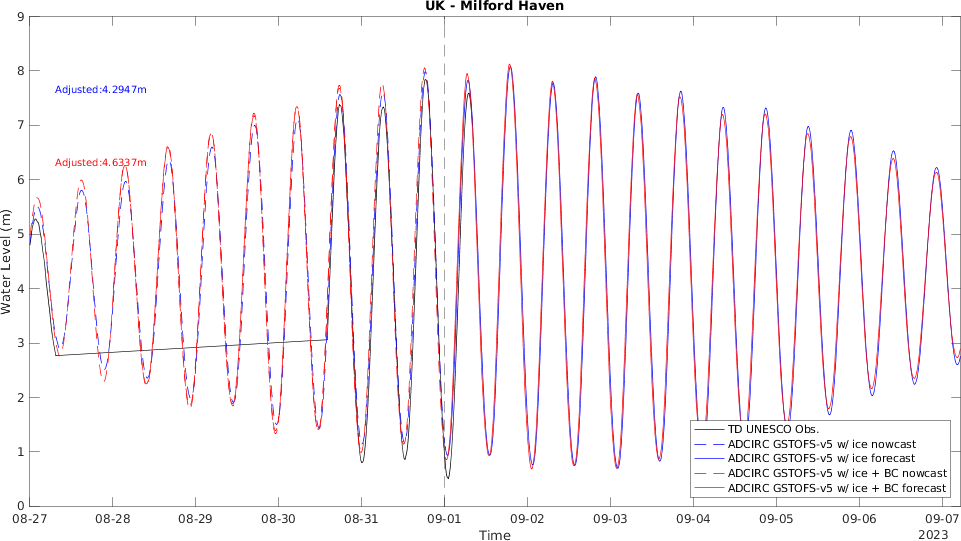 UK - Milford Haven
9
8
7
6
5
4
3
2
1
0
Water Level (m)
Adjusted:4.2947m
Adjusted:4.6337m
TD UNESCO Obs.
ADCIRC GSTOFS-v5 w/ ice nowcast
ADCIRC GSTOFS-v5 w/ ice forecast
ADCIRC GSTOFS-v5 w/ ice + BC nowcast
ADCIRC GSTOFS-v5 w/ ice + BC forecast
08-27 08-28 08-29 08-30 08-31 09-01 09-02 09-03 09-04 09-05 09-06 09-07
Time
2023